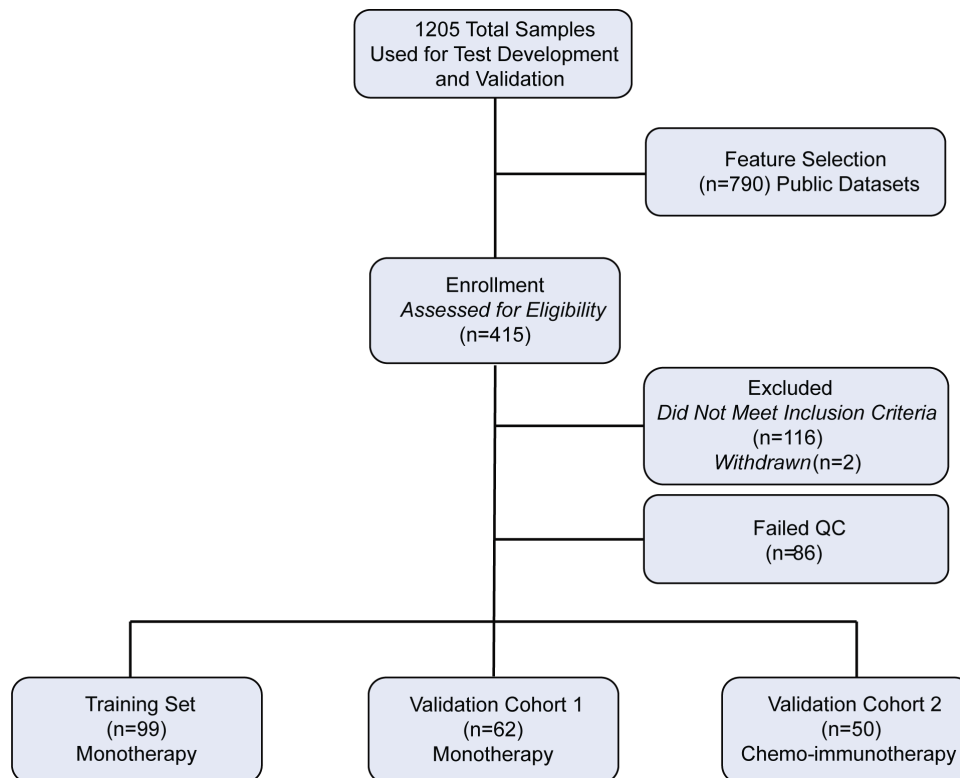 1205 Total Samples
Used for Test Development
and Validation
Feature Selection
(n=790) Public Datasets
Enrollment
Assessed for Eligibility
(n=415)
Excluded
Did Not Meet Inclusion Criteria
(n=116)
Withdrawn (n=2)
Failed QC
(n=86)
Training Set
(n=99)
Monotherapy
Validation Cohort 1
(n=62)
Monotherapy
Validation Cohort 2
(n=50)
Chemo-immunotherapy